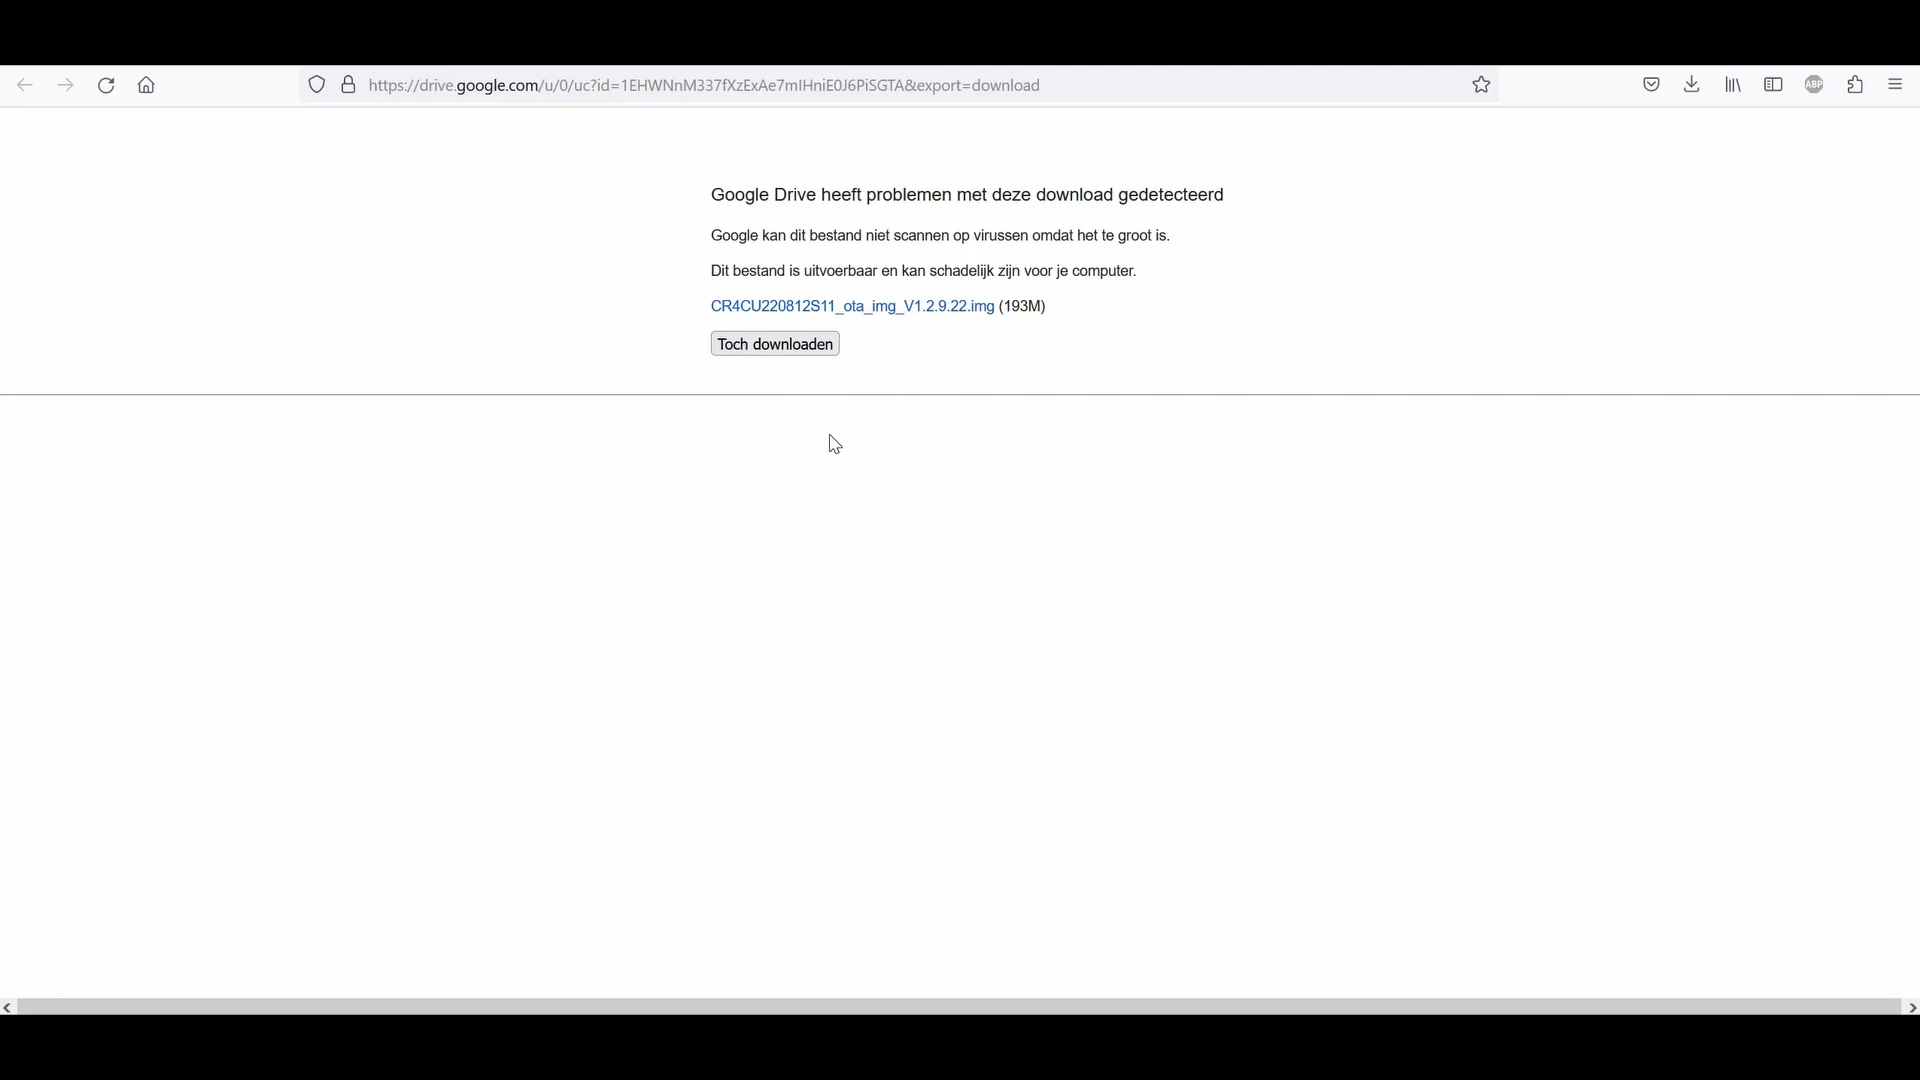 https://drive.google.com/u/0/uc?id=1EHWNnM337fXzExAe7mIHniE0J6PiSGTA&export=download
ABP
Google Drive heeft problemen met deze download gedetecteerd
Google kan dit bestand niet scannen op virussen omdat het te groot is.
Dit bestand is uitvoerbaar en kan schadelijk zijn voor je computer.
CR4CU220812S11_ota_img_V1.2.9.22.img (193M)
Toch downloaden